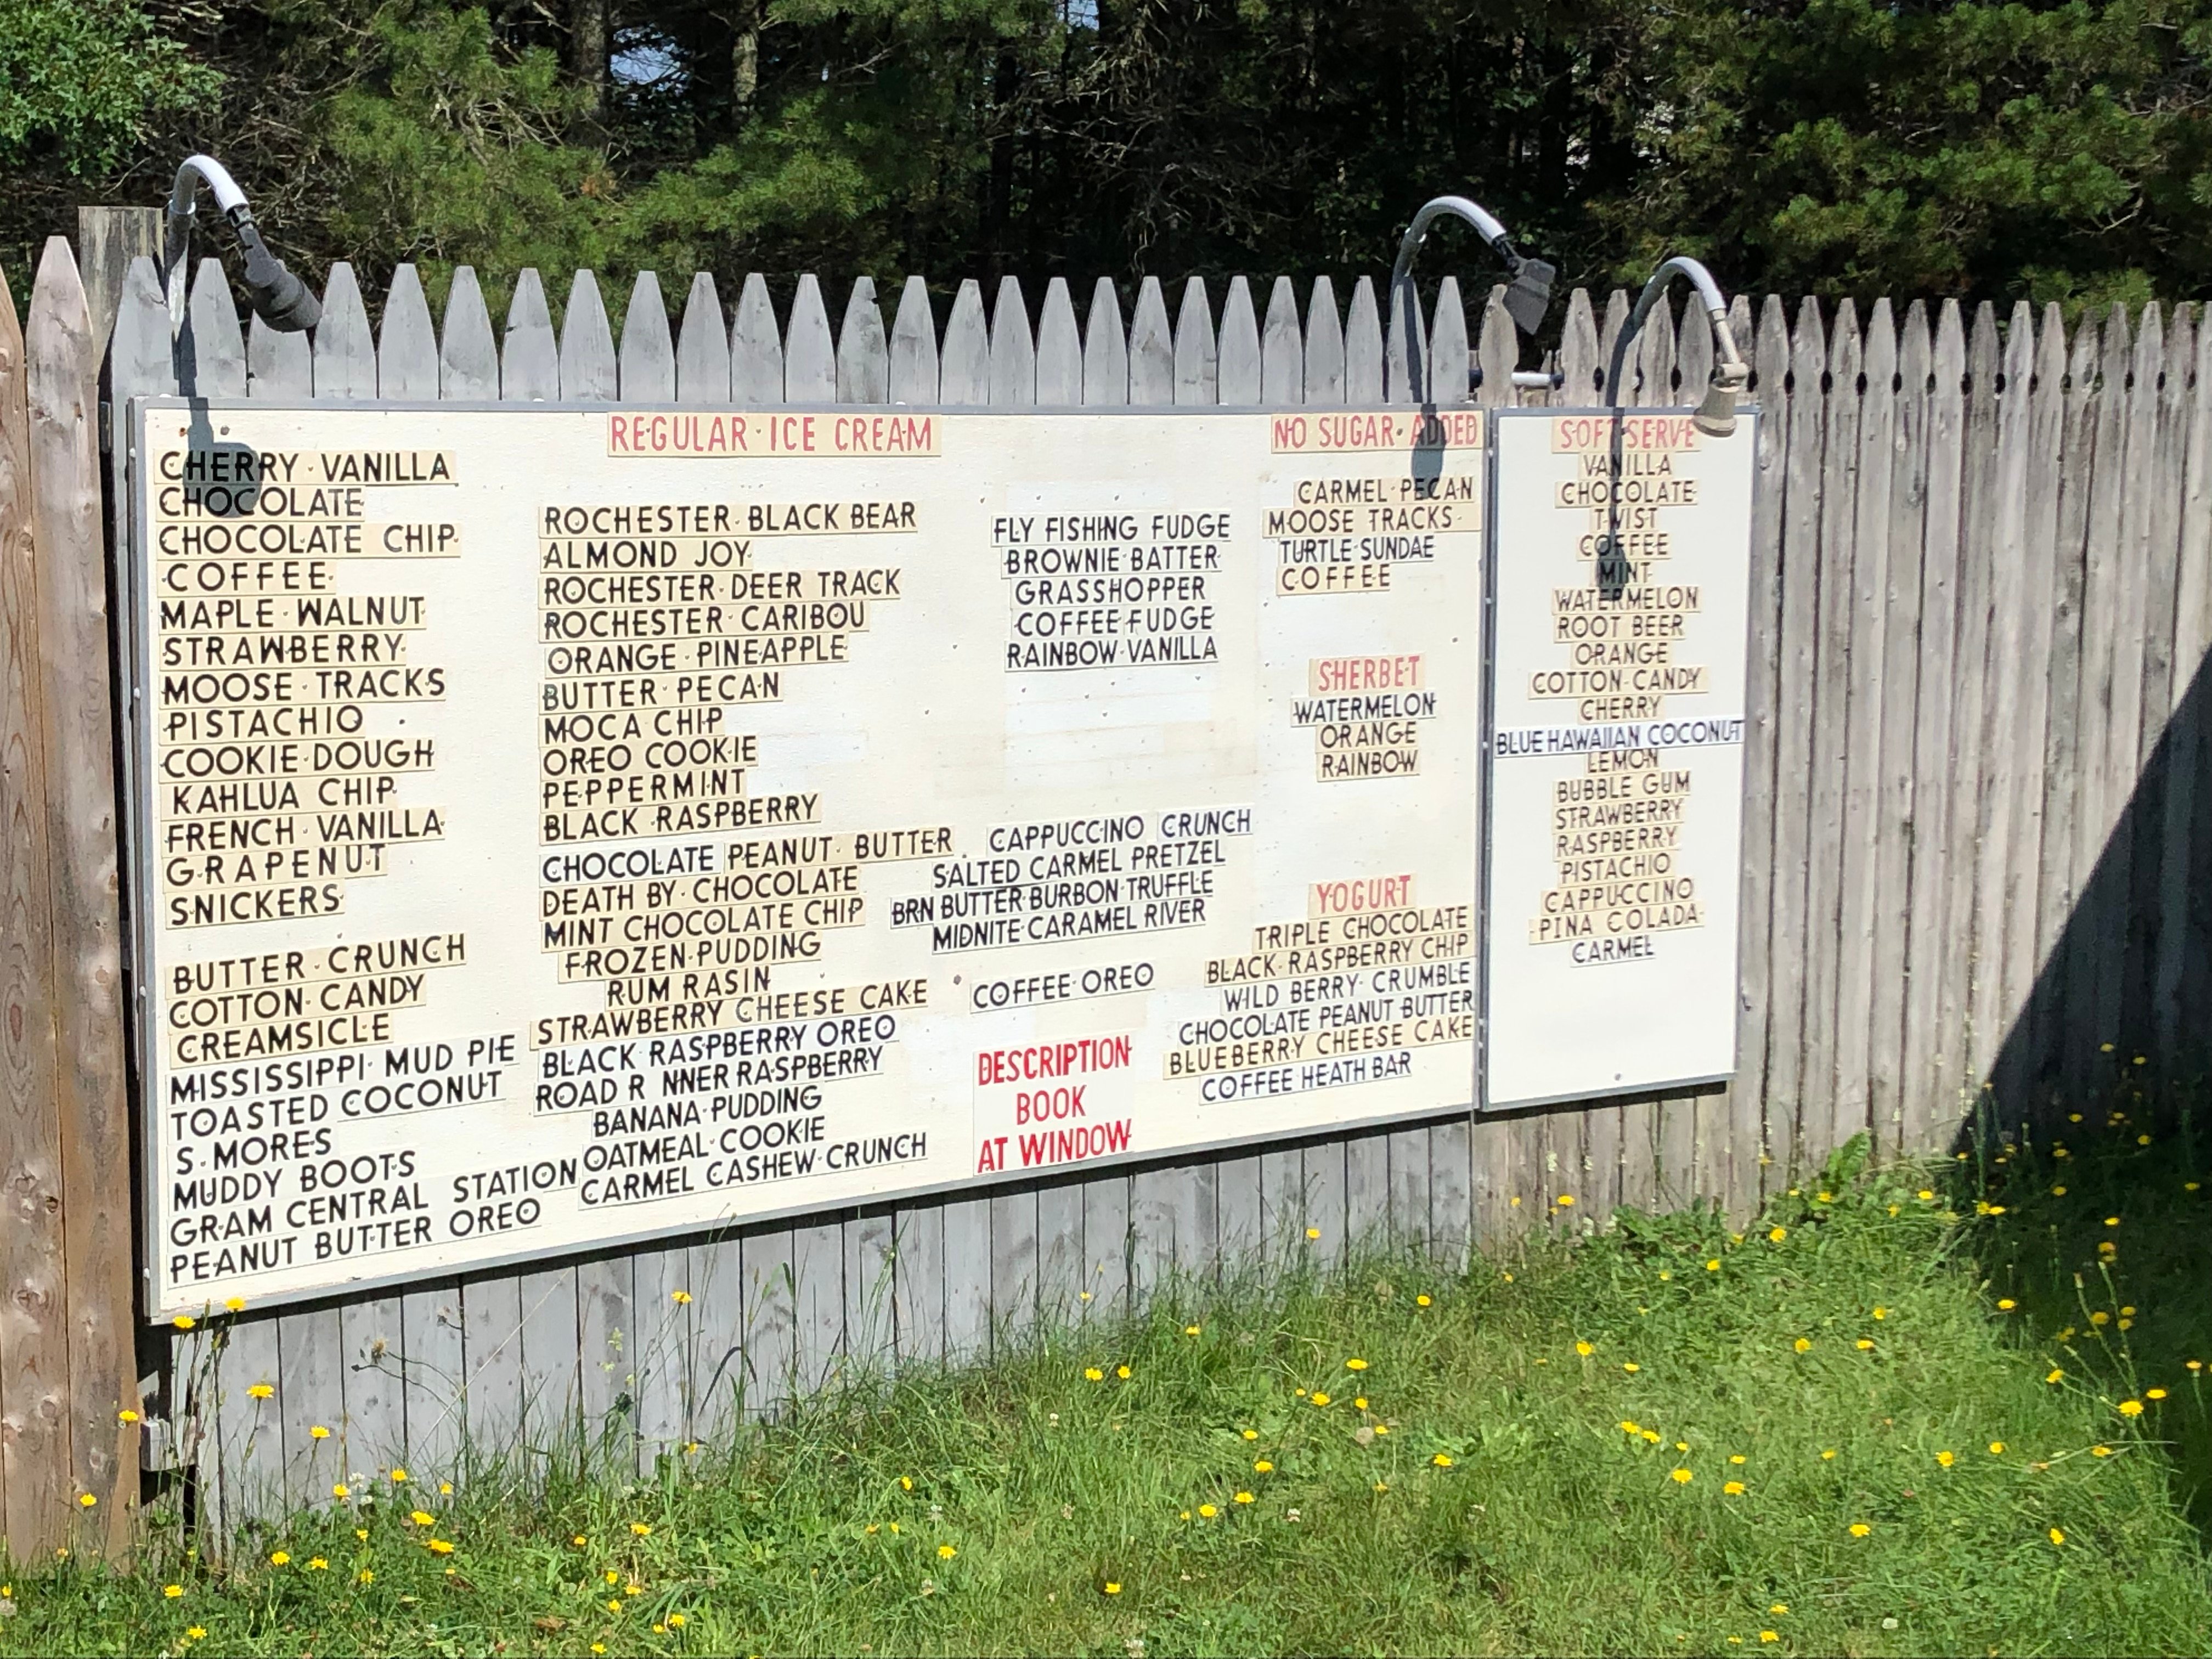 REGULAR ICE CREAM
CHERRY VANILLA
CHOCOLATE
CHOCOLATE CHIP
COFFEE
MAPLE WALNUT
STRAWBERRY
MOOSE TRACKS
PISTACHIO
COOKIE DOUGH
KAHLUA CHIP
FRENCH VANILLA
GRAPENUT
SNICKERS
BUTTER CRUNCH
COTTON CANDY
CREAMSICLE
MISSISSIPPI MUD PIE
TOASTED COCONUT
S.MORES
MUDDY BOOTS
GRAM CENTRAL STATION
PEANUT BUTTER OREO
ROCHESTER BLACK BEAR
ALMOND JOY
ROCHESTER DEER TRACK
ROCHESTER CARIBOU
ORANGE PINEAPPLE
BUTTER PECAN
MOCA CHIP
OREO COOKIE
PEPPERMINT
BLACK RASPBERRY
CHOCOLATE PEANUT BUTTER
DEATH BY CHOCOLATE
MINT CHOCOLATE CHIP
FROZEN PUDDING
RUM RASIN
STRAWBERRY CHEESE CAKE
BLACK RASPBERRY OREO
ROAD R NNER RASPBERRY
BANANA PUDDING
OATMEAL COOKIE
CARMEL CASHEW CRUNCH
FLY FISHING FUDGE
BROWNIE BATTER
GRASSHOPPER
COFFEE FUDGE
RAINBOW VANILLA
CAPPUCCINO CRUNCH
SALTED CARMEL PRETZEL
BRN BUTTER BURBON TRUFFLE
MIDNITE CARAMEL RIVER
COFFEE OREO
DESCRIPTION
BOOK
AT WINDOW
NO SUGAR ADDED
CARMEL PECAN
MOOSE TRACKS
TURTLE SUNDAE
COFFEE
SHERBET
WATERMELON
ORANGE
RAINBOW
YOGURT
TRIPLE CHOCOLATE
BLACK RASPBERRY CHIP
WILD BERRY CRUMBLE
CHOCOLATE PEANUT BUTTER
BLUEBERRY CHEESE CAKE
COFFEE HEATH BAR
SOFT SERVE
VANILLA
CHOCOLATE
TWIST
COFFEE
MINT
WATERMELON
ROOT BEER
ORANGE
COTTON CANDY
CHERRY
BLUE HAWAIIAN COCONUT
LEMON
BUBBLE GUM
STRAWBERRY
RASPBERRY
PISTACHIO
CAPPUCCINO
PINA COLADA
CARMEL